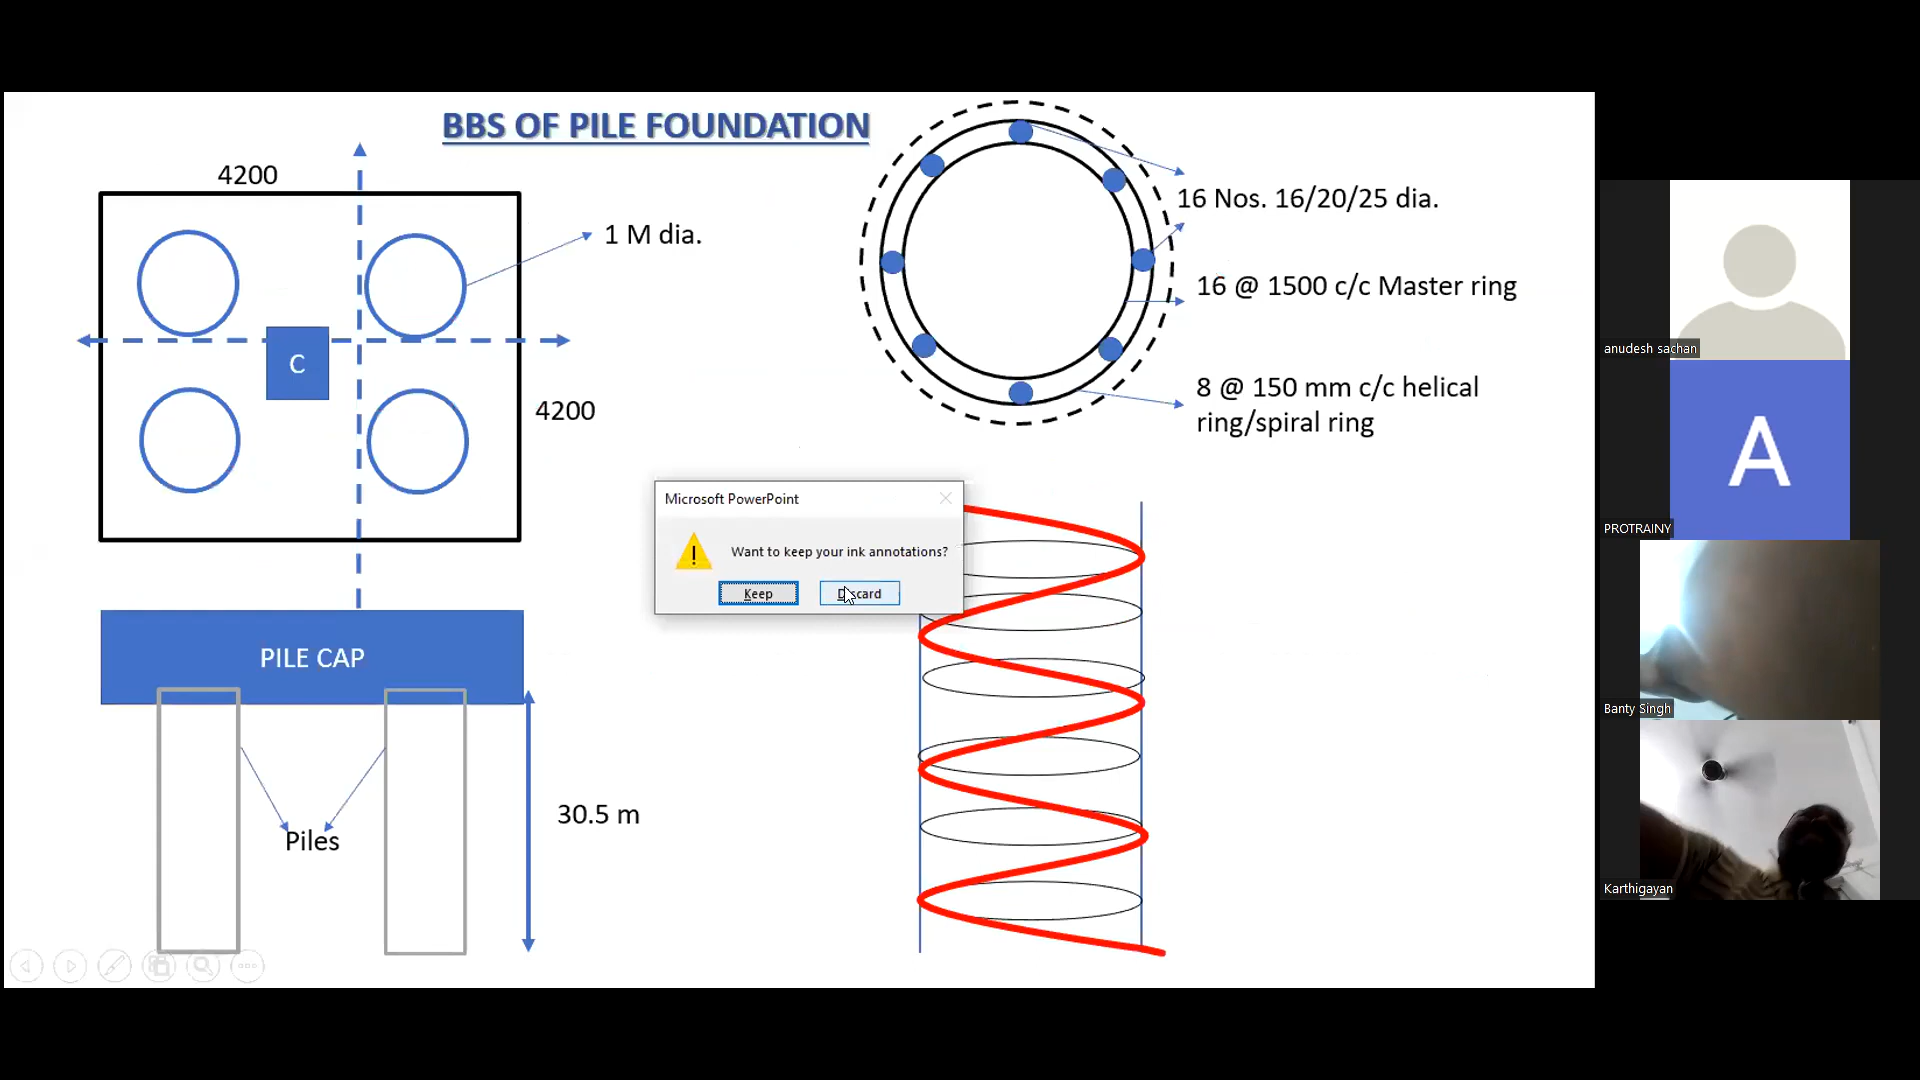 BBS OF PILE FOUNDATION
4200
1 M dia.
C
4200
PILE CAP
Piles
30.5 m
16 Nos. 16/20/25 dia.
16 @ 1500 c/c Master ring
8 @ 150 mm c/c helical
ring/spiral ring
Microsoft PowerPoint
Want to keep your ink annotations?
Keep
Discard
anudesh sachan
A
PROTRAINY
Banty Singh
Karthigayan